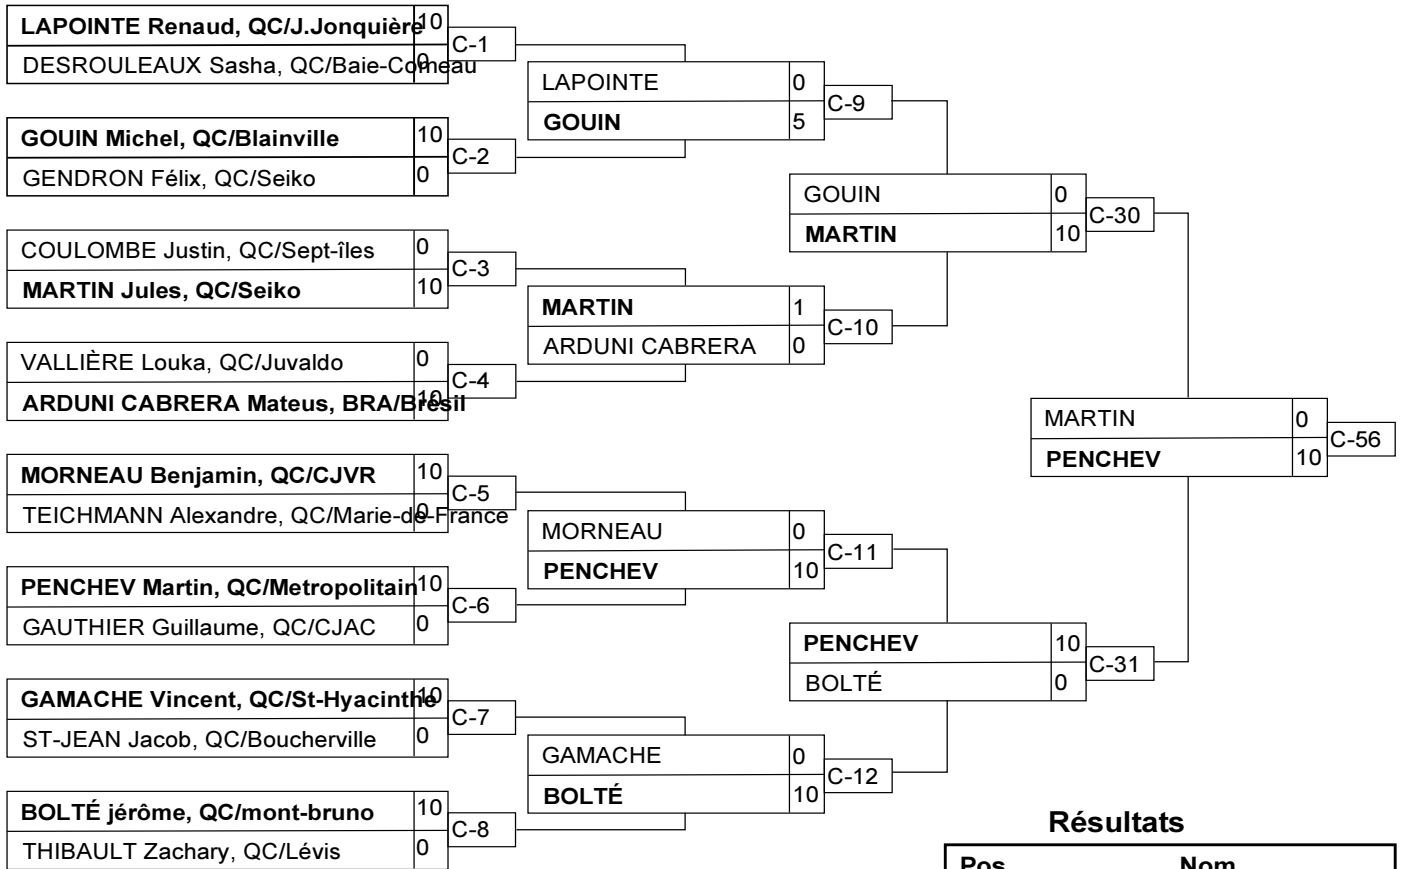 LAPOINTE Renaud, QC/J.Jonquière 10
C-1
DESROULEAUX Sasha, QC/Baie-Comeau 0
GOUIN Michel, QC/Blainville 10
C-2
GENDRON Félix, QC/Seiko 0
COULOMBE Justin, QC/Sept-îles 0
C-3
MARTIN Jules, QC/Seiko 10
VALLIÈRE Louka, QC/Juvaldo 0
C-4
ARDUNI CABRERA Mateus, BRA/Brésil 10
MORNEAU Benjamin, QC/CJVR 10
C-5
TEICHMANN Alexandre, QC/Marie-de-France 0
PENCHEV Martin, QC/Metropolitain 10
C-6
GAUTHIER Guillaume, QC/CJAC 0
GAMACHE Vincent, QC/St-Hyacinthe 10
C-7
ST-JEAN Jacob, QC/Boucherville 0
BOLTÉ jérôme, QC/mont-bruno 10
C-8
THIBAULT Zachary, QC/Lévis 0
LAPOINTE 0
C-9
GOUIN 5
MARTIN 1
C-10
ARDUNI CABRERA 0
MORNEAU 0
C-11
PENCHEV 10
GAMACHE 0
C-12
BOLTÉ 10
GOUIN 0
C-30
MARTIN 10
PENCHEV 10
C-31
BOLTÉ 0
MARTIN 0
C-56
PENCHEV 10
Résultats
Pos Nom